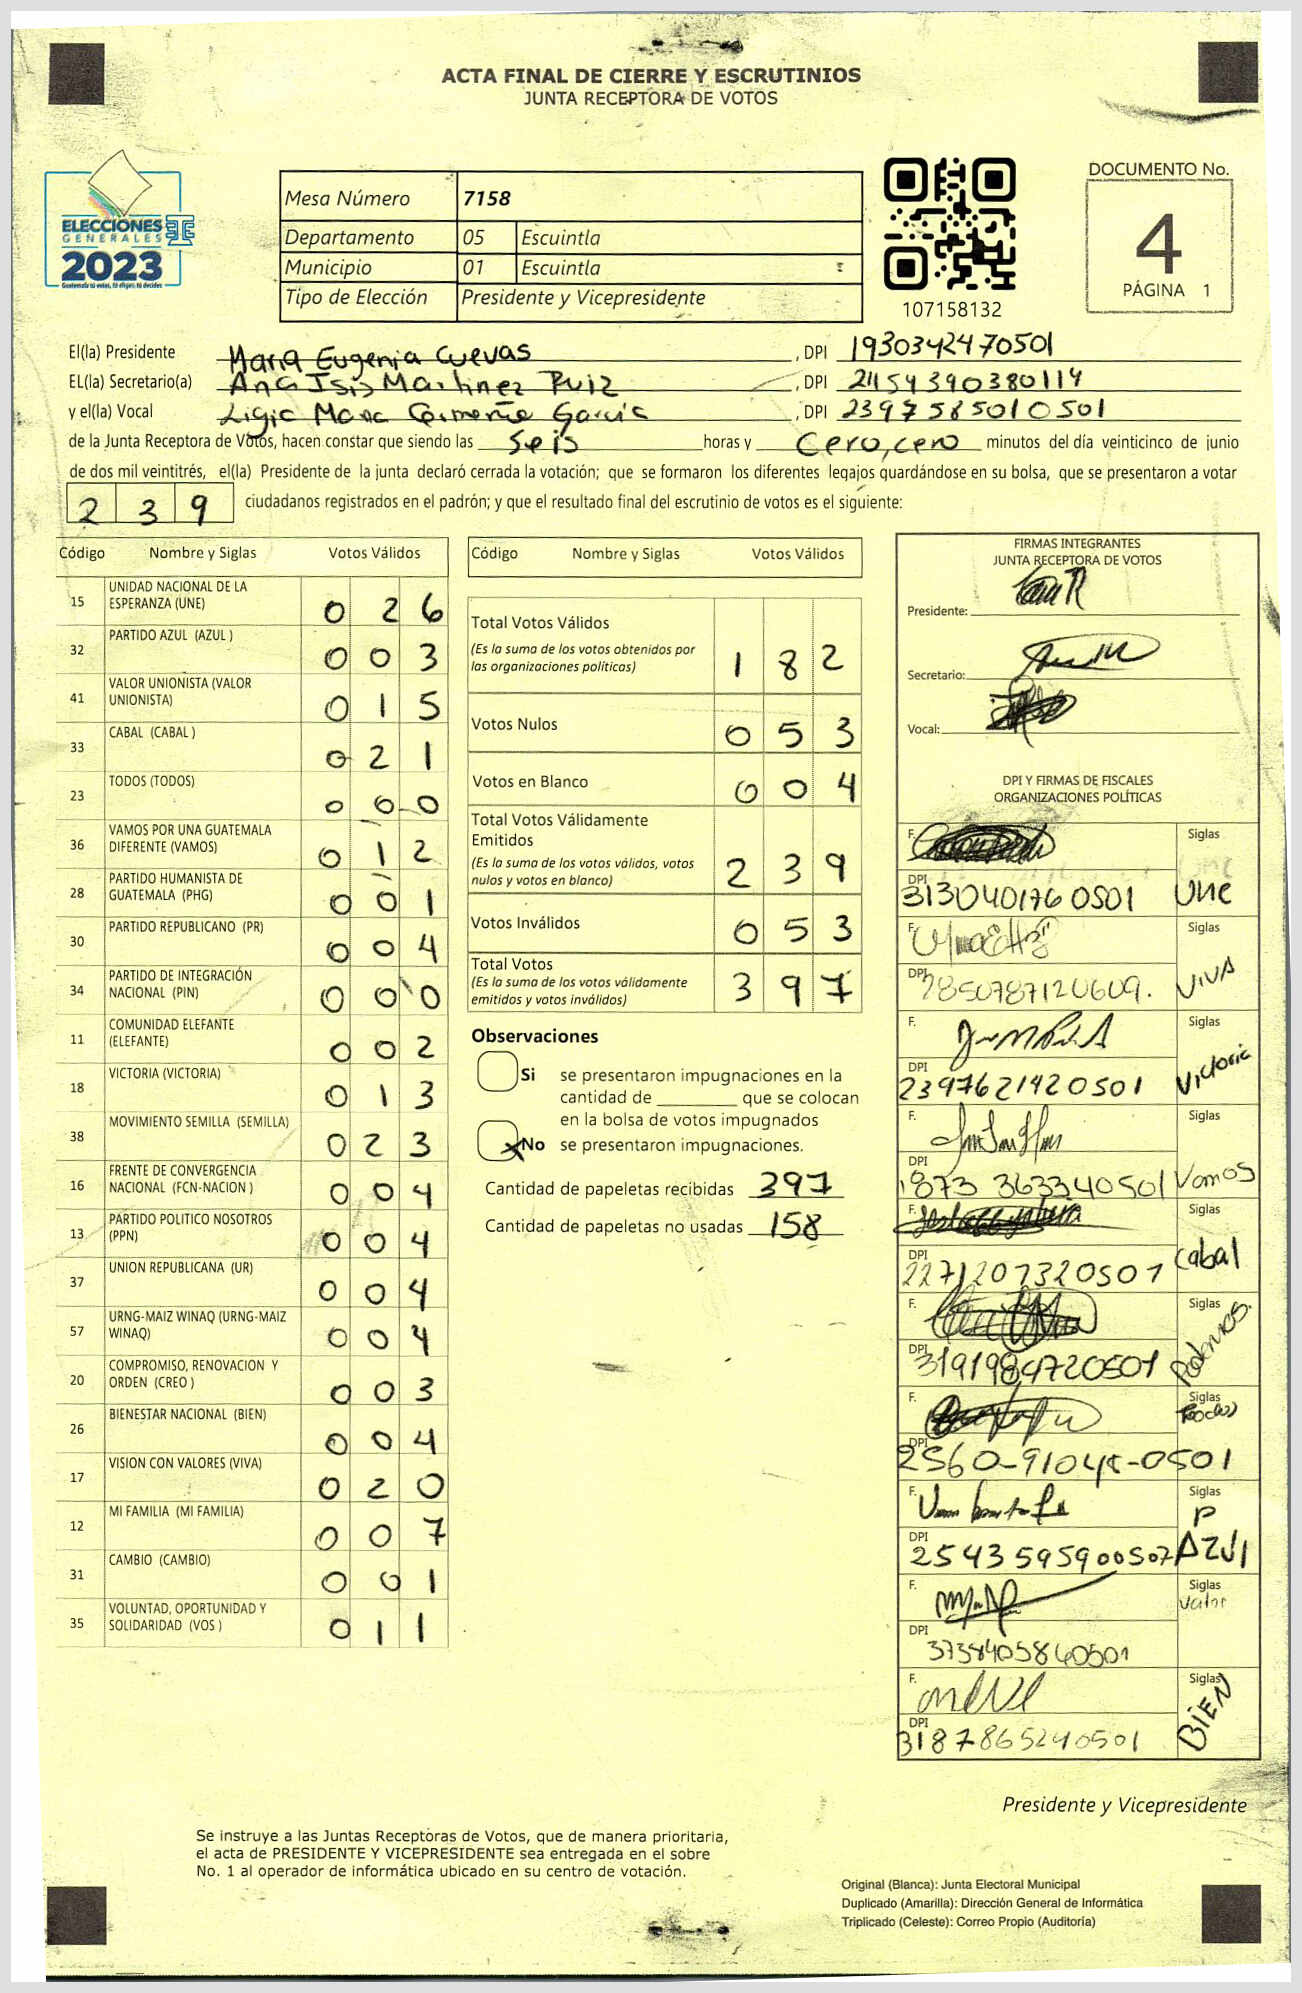 ACTA FINAL DE CIERRE Y ESCRUTINIOS
JUNTA RECEPTORA DE VOTOS
ELECCIONES
GENERALES
2023
Guatemala tú votas, tú eliges, tú decides
Mesa Número 7158
Departamento 05 Escuintla
Municipio 01 Escuintla
Tipo de Elección Presidente y Vicepresidente
107158132
DOCUMENTO No.
4
PÁGINA 1
El(la) Presidente Maria Eugenia Cuevas , DPI 1930342470501
EL(la) Secretario(a) Ana Isis Martinez Ruiz , DPI 2454390380114
y el(la) Vocal Ligia Maria García , DPI 2397585010501
de la Junta Receptora de Votos, hacen constar que siendo las Seis horas y Cero,cero minutos del día veinticinco de junio
de dos mil veintitrés, el(la) Presidente de la junta declaró cerrada la votación; que se formaron los diferentes legajos guardándose en su bolsa, que se presentaron a votar
239 ciudadanos registrados en el padrón; y que el resultado final del escrutinio de votos es el siguiente:
Código Nombre y Siglas Votos Válidos
15 UNIDAD NACIONAL DE LA ESPERANZA (UNE) 0 2 6
32 PARTIDO AZUL (AZUL ) 0 0 3
41 VALOR UNIONISTA (VALOR UNIONISTA) 0 1 5
33 CABAL (CABAL ) 0 2 1
23 TODOS (TODOS) 0 0 0
36 VAMOS POR UNA GUATEMALA DIFERENTE (VAMOS) 0 1 2
28 PARTIDO HUMANISTA DE GUATEMALA (PHG) 0 0 1
30 PARTIDO REPUBLICANO (PR) 0 0 4
34 PARTIDO DE INTEGRACIÓN NACIONAL (PIN) 0 0 0
11 COMUNIDAD ELEFANTE (ELEFANTE) 0 0 2
18 VICTORIA (VICTORIA) 0 1 3
38 MOVIMIENTO SEMILLA (SEMILLA) 0 2 3
16 FRENTE DE CONVERGENCIA NACIONAL (FCN-NACION ) 0 0 4
13 PARTIDO POLITICO NOSOTROS (PPN) 0 0 4
37 UNION REPUBLICANA (UR) 0 0 4
57 URNG-MAIZ WINAQ (URNG-MAIZ WINAQ) 0 0 4
20 COMPROMISO, RENOVACION Y ORDEN (CREO ) 0 0 3
26 BIENESTAR NACIONAL (BIEN) 0 0 4
17 VISION CON VALORES (VIVA) 0 2 0
12 MI FAMILIA (MI FAMILIA) 0 0 7
31 CAMBIO (CAMBIO) 0 0 1
35 VOLUNTAD, OPORTUNIDAD Y SOLIDARIDAD (VOS ) 0 1 1
Código Nombre y Siglas Votos Válidos
Total Votos Válidos 1 8 2
(Es la suma de los votos obtenidos por
las organizaciones políticas)
Votos Nulos 0 5 3
Votos en Blanco 0 0 4
Total Votos Válidamente
Emitidos 2 3 9
(Es la suma de los votos válidos, votos
nulos y votos en blanco)
Votos Inválidos 0 5 3
Total Votos 3 9 7
(Es la suma de los votos válidamente
emitidos y votos inválidos)
Observaciones
Si se presentaron impugnaciones en la
cantidad de ________ que se colocan
en la bolsa de votos impugnados
x No se presentaron impugnaciones.
Cantidad de papeletas recibidas 397
Cantidad de papeletas no usadas 158
FIRMAS INTEGRANTES
JUNTA RECEPTORA DE VOTOS
Presidente:
Secretario:
Vocal:
DPI Y FIRMAS DE FISCALES
ORGANIZACIONES POLÍTICAS
F. Siglas
DPI 3130401760501 Une
F. Siglas
DPI 2850787120609. VIVA
F. Siglas
DPI 2397621420501 Victoria
F. Siglas
DPI 1873 363340501 Vamos
F. Siglas
DPI 2271207320501 Cabal
F. Siglas
DPI 3191984720501 Podemos
F. Siglas
DPI 2560-91045-0501 Todos
F. Siglas
DPI 2543595900507 P AZUl
F. Siglas
DPI 3738405840501 Valor
F. Siglas
DPI 3187865240501 BIEN
Presidente y Vicepresidente
Se instruye a las Juntas Receptoras de Votos, que de manera prioritaria,
el acta de PRESIDENTE Y VICEPRESIDENTE sea entregada en el sobre
No. 1 al operador de informática ubicado en su centro de votación.
Original (Blanca): Junta Electoral Municipal
Duplicado (Amarilla): Dirección General de Informática
Triplicado (Celeste): Correo Propio (Auditoría)